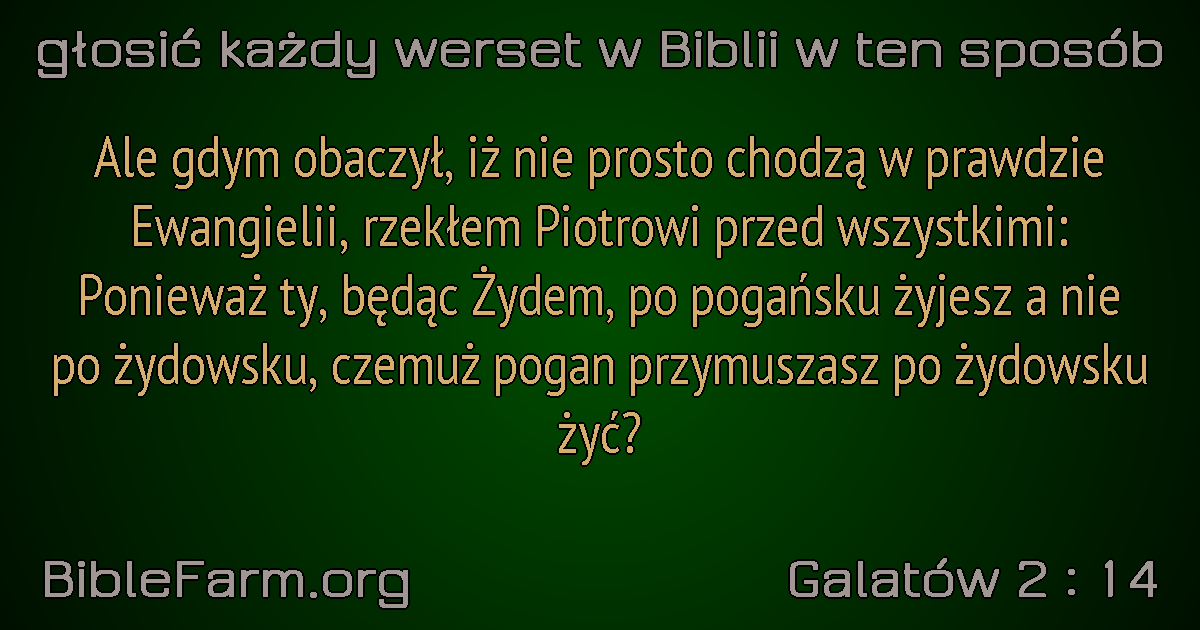 głosić każdy werset w Biblii w ten sposób
Ale gdym obaczył, iż nie prosto chodzą w prawdzie
Ewangielii, rzekłem Piotrowi przed wszystkimi:
Ponieważ ty, będąc Żydem, po pogańsku żyjesz a nie
po żydowsku, czemuż pogan przymuszasz po żydowsku
żyć?
BibleFarm.org
Galatów 2 : 14